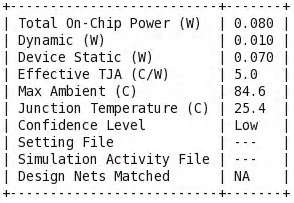 +--------------------------+-------+
| Total On-Chip Power (W)  | 0.080 |
| Dynamic (W)              | 0.010 |
| Device Static (W)        | 0.070 |
| Effective TJA (C/W)      | 5.0   |
| Max Ambient (C)          | 84.6  |
| Junction Temperature (C) | 25.4  |
| Confidence Level         | Low   |
| Setting File             | ---   |
| Simulation Activity File | ---   |
| Design Nets Matched      | NA    |
+--------------------------+-------+